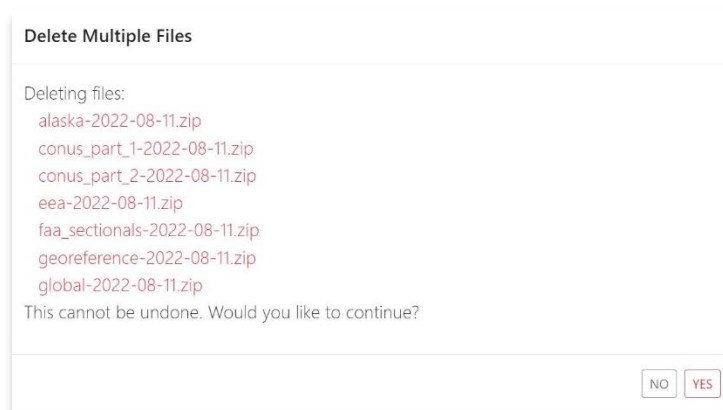 Delete Multiple Files
Deleting files:
alaska-2022-08-11.zip
conus_part_1-2022-08-11.zip
conus_part_2-2022-08-11.zip
eea-2022-08-11.zip
faa_sectionals-2022-08-11.zip
georeference-2022-08-11.zip
global-2022-08-11.zip
This cannot be undone. Would you like to continue?
NO YES